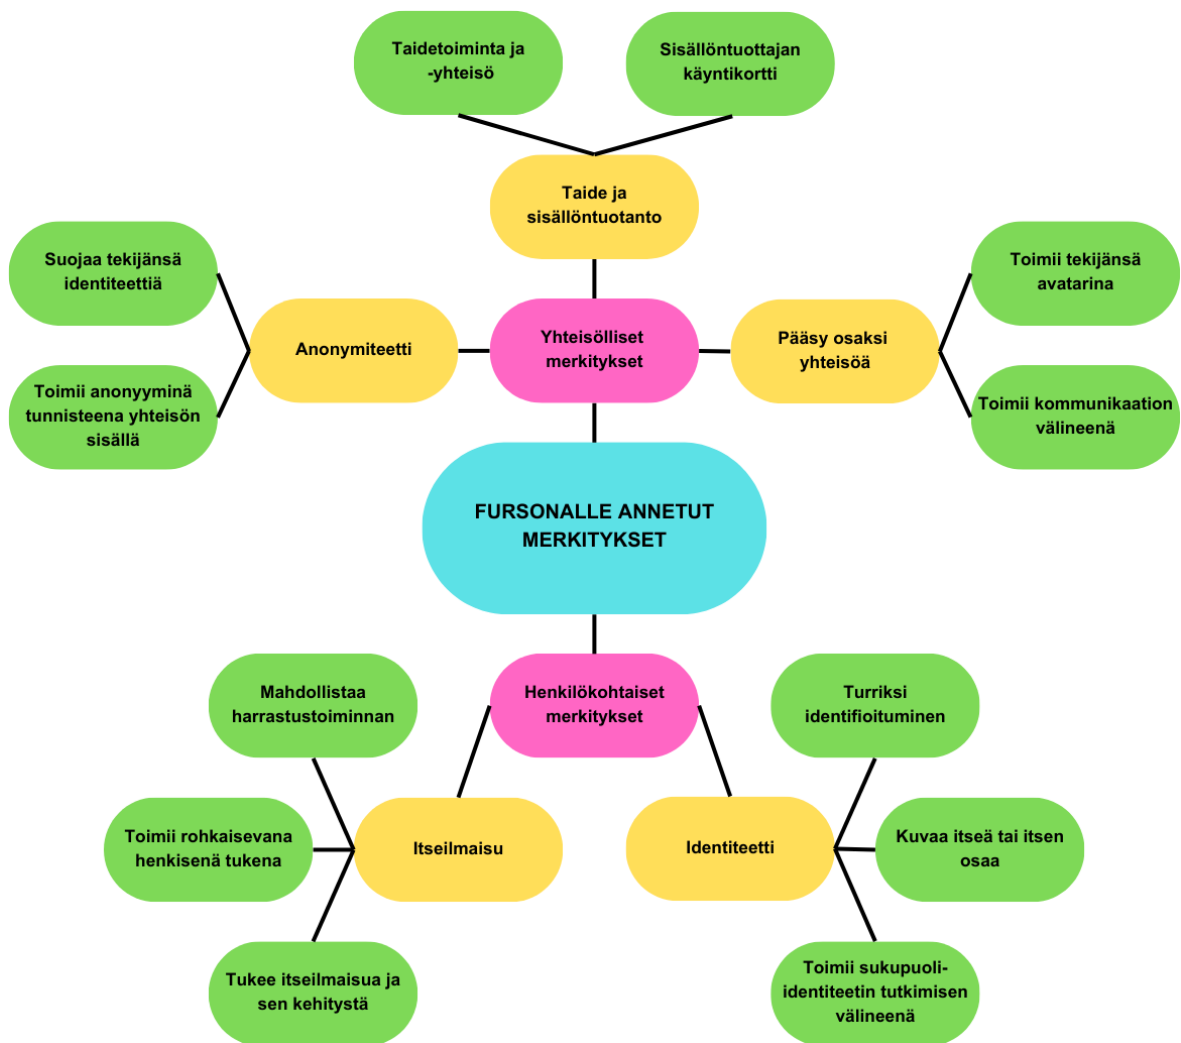 Taidetoiminta ja
-yhteisö
Sisällöntuottajan
käyntikortti
Taide ja
sisällöntuotanto
Suojaa tekijänsä
identiteettiä
Toimii tekijänsä
avatarina
Anonymiteetti
Yhteisölliset
merkitykset
Pääsy osaksi
yhteisöä
Toimii anonyyminä
tunnisteena yhteisön
sisällä
Toimii kommunikaation
välineenä
FURSONALLE ANNETUT
MERKITYKSET
Mahdollistaa
harrastustoiminnan
Henkilökohtaiset
merkitykset
Turriksi
identifioituminen
Toimii rohkaisevana
henkisenä tukena
Itseilmaisu
Identiteetti
Kuvaa itseä tai itsen
osaa
Tukee itseilmaisua ja
sen kehitystä
Toimii sukupuoli-
identiteetin tutkimisen
välineenä